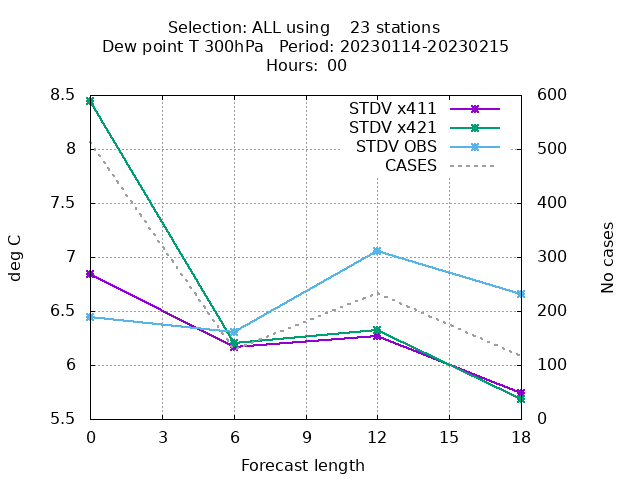 Selection: ALL using    23 stations
Dew point T 300hPa   Period: 20230114-20230215
Hours: 00
STDV x411
STDV x421
STDV OBS
CASES
deg C
8.5
8
7.5
7
6.5
6
5.5
600
500
400
300
200
100
0
No cases
0 3 6 9 12 15 18
Forecast length